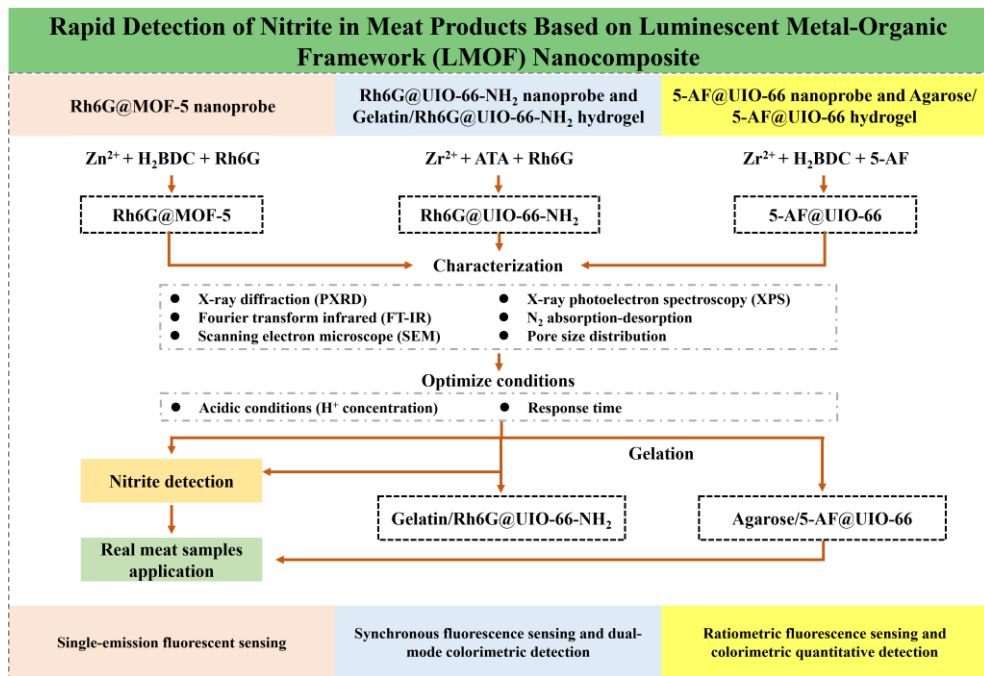 Rapid Detection of Nitrite in Meat Products Based on Luminescent Metal-Organic
Framework (LMOF) Nanocomposite
Rh6G@MOF-5 nanoprobe
Rh6G@UIO-66-NH₂ nanoprobe and
Gelatin/Rh6G@UIO-66-NH₂ hydrogel
5-AF@UIO-66 nanoprobe and Agarose/
5-AF@UIO-66 hydrogel
Zn²⁺ + H₂BDC + Rh6G
Zr²⁺ + ATA + Rh6G
Zr²⁺ + H₂BDC + 5-AF
Rh6G@MOF-5
Rh6G@UIO-66-NH₂
5-AF@UIO-66
Characterization
● X-ray diffraction (PXRD)
● Fourier transform infrared (FT-IR)
● Scanning electron microscope (SEM)
● X-ray photoelectron spectroscopy (XPS)
● N₂ absorption-desorption
● Pore size distribution
Optimize conditions
● Acidic conditions (H⁺ concentration)
● Response time
Gelation
Nitrite detection
Gelatin/Rh6G@UIO-66-NH₂
Agarose/5-AF@UIO-66
Real meat samples
application
Single-emission fluorescent sensing
Synchronous fluorescence sensing and dual-
mode colorimetric detection
Ratiometric fluorescence sensing and
colorimetric quantitative detection